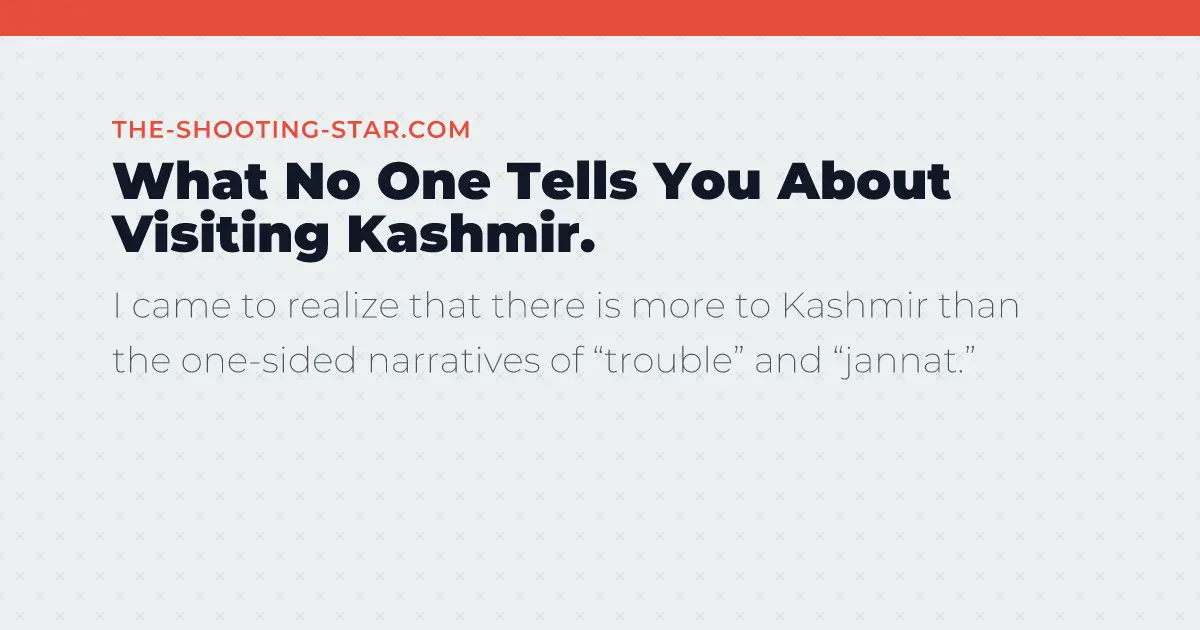 THE-SHOOTING-STAR.COM
What No One Tells You About
Visiting Kashmir.
I came to realize that there is more to Kashmir than
the one-sided narratives of “trouble” and “jannat.”